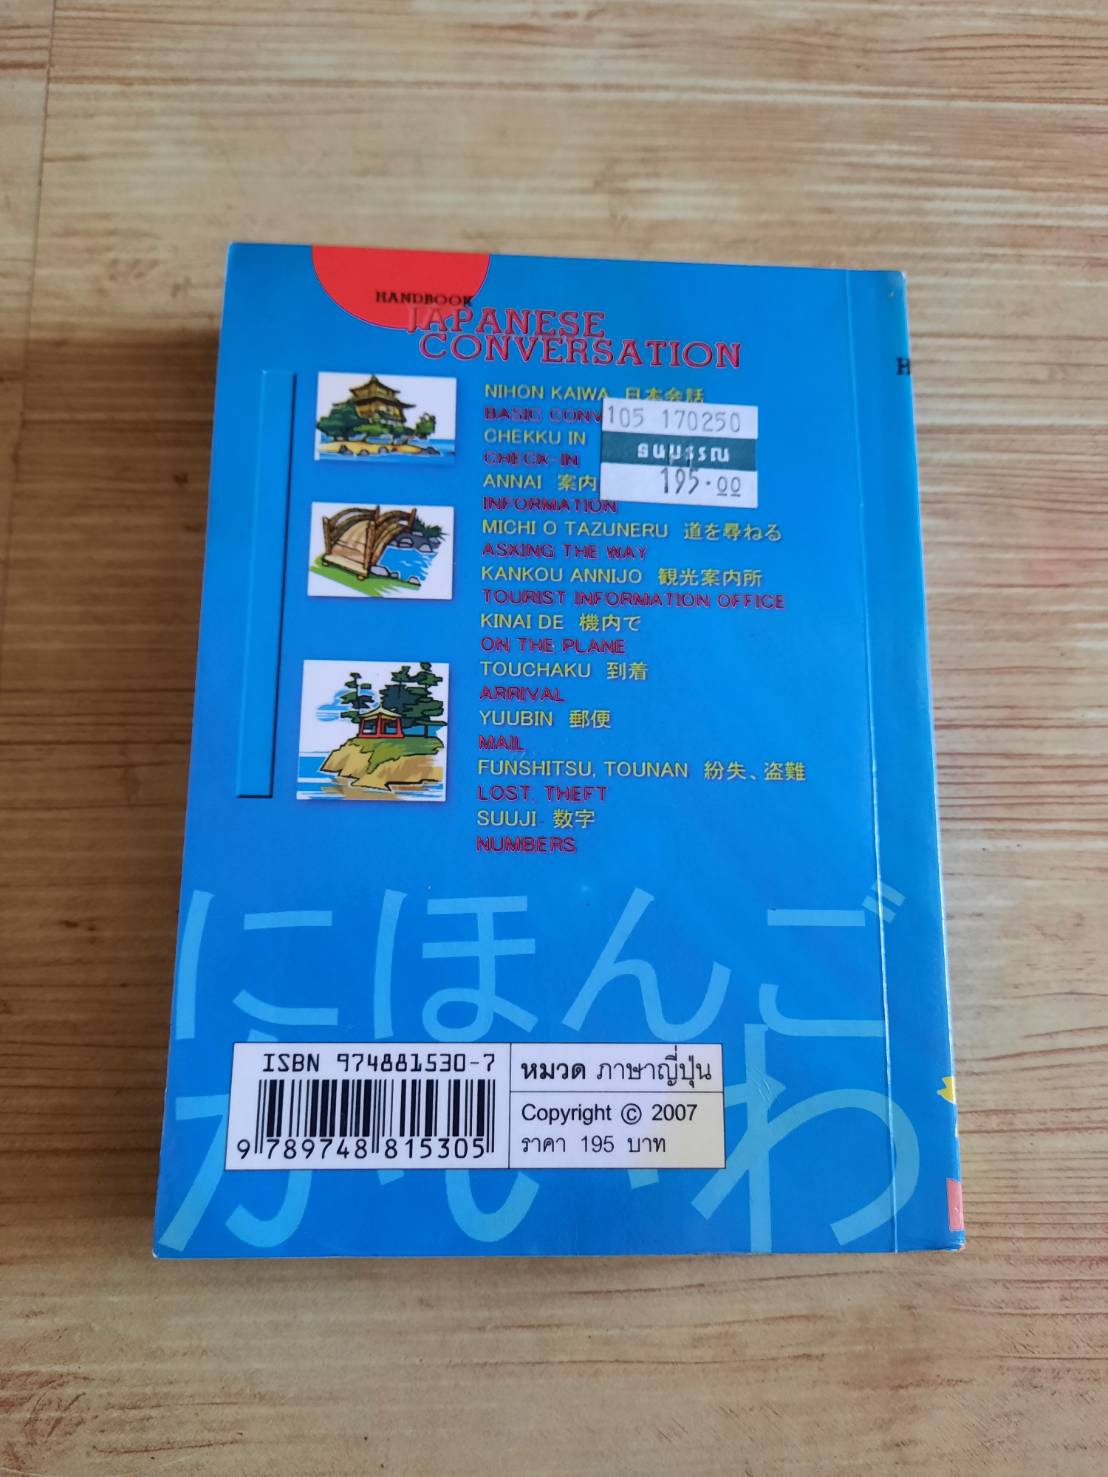 HANDBOOK
JAPANESE
CONVERSATION
NIHON KAIWA 日本会話
BASIC CONV
CHEKKU IN
CHECK-IN
ANNAI 案内
INFORMATION
MICHI O TAZUNERU 道を尋ねる
ASKING THE WAY
KANKOU ANNIJO 観光案内所
TOURIST INFORMATION OFFICE
KINAI DE 機内で
ON THE PLANE
TOUCHAKU 到着
ARRIVAL
YUUBIN 郵便
MAIL
FUNSHITSU, TOUNAN 紛失、盗難
LOST, THEFT
SUUJI 数字
NUMBERS
105 170250
ธนบรรณ
195.00
にほんご
かいわ
ISBN 974881530-7
9 789748 815305
หมวด ภาษาญี่ปุ่น
Copyright © 2007
ราคา 195 บาท
H